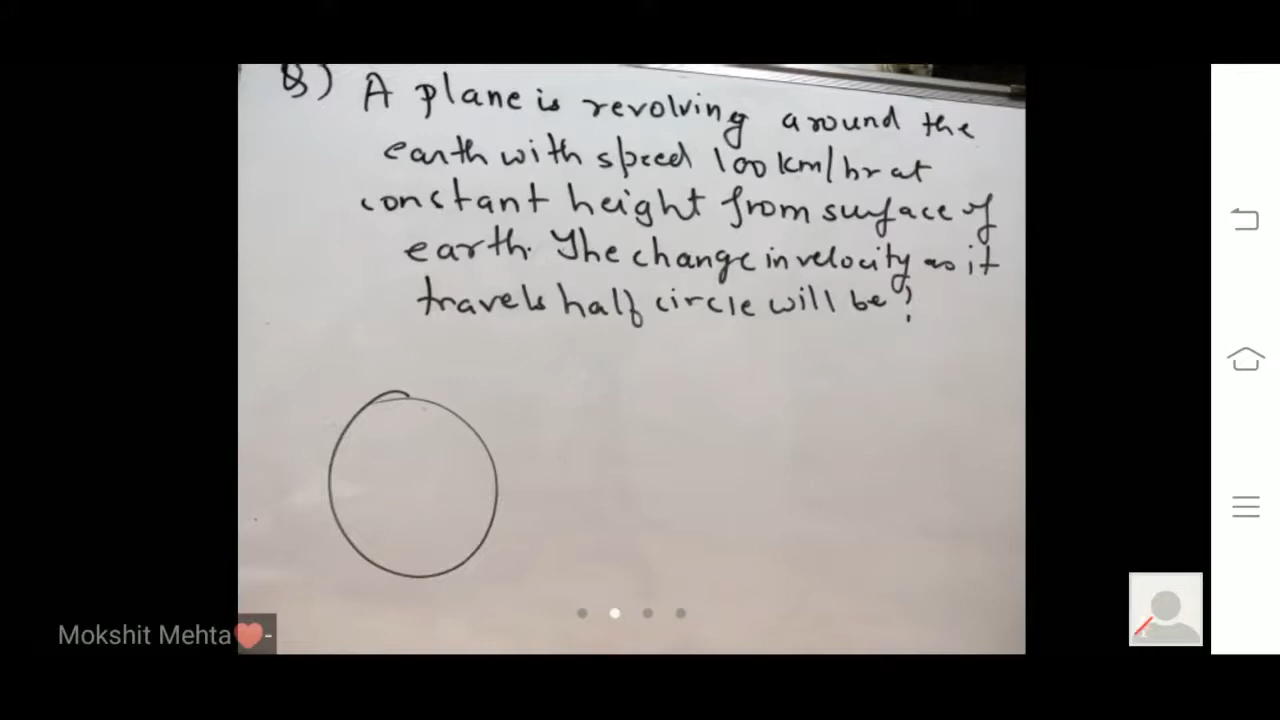 Q) A plane is revolving around the
earth with speed 100 km/hr at
constant height from surface of
earth. The change in velocity as it
travels half circle will be?
Mokshit Mehta❤️-